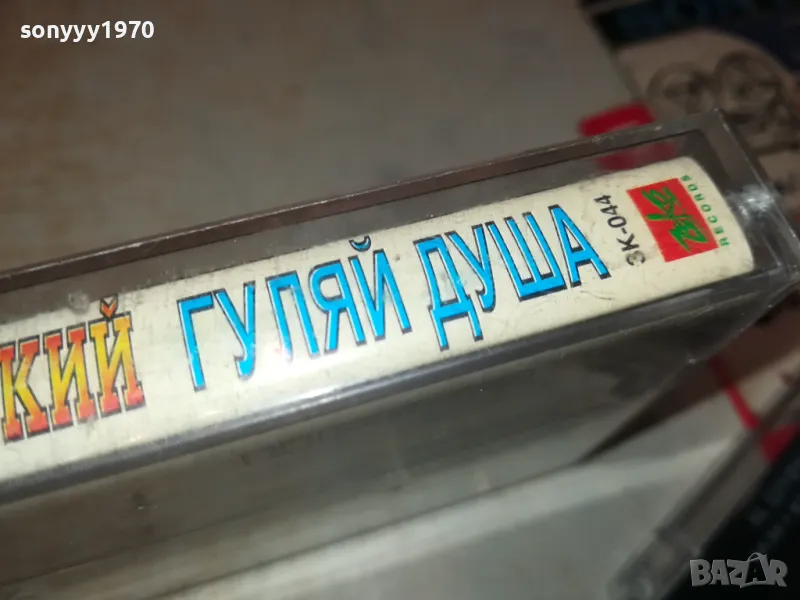 sonyyy1970
КИЙ ГУЛЯЙ ДУША
ЗК-044
RECORDS
BAZAR